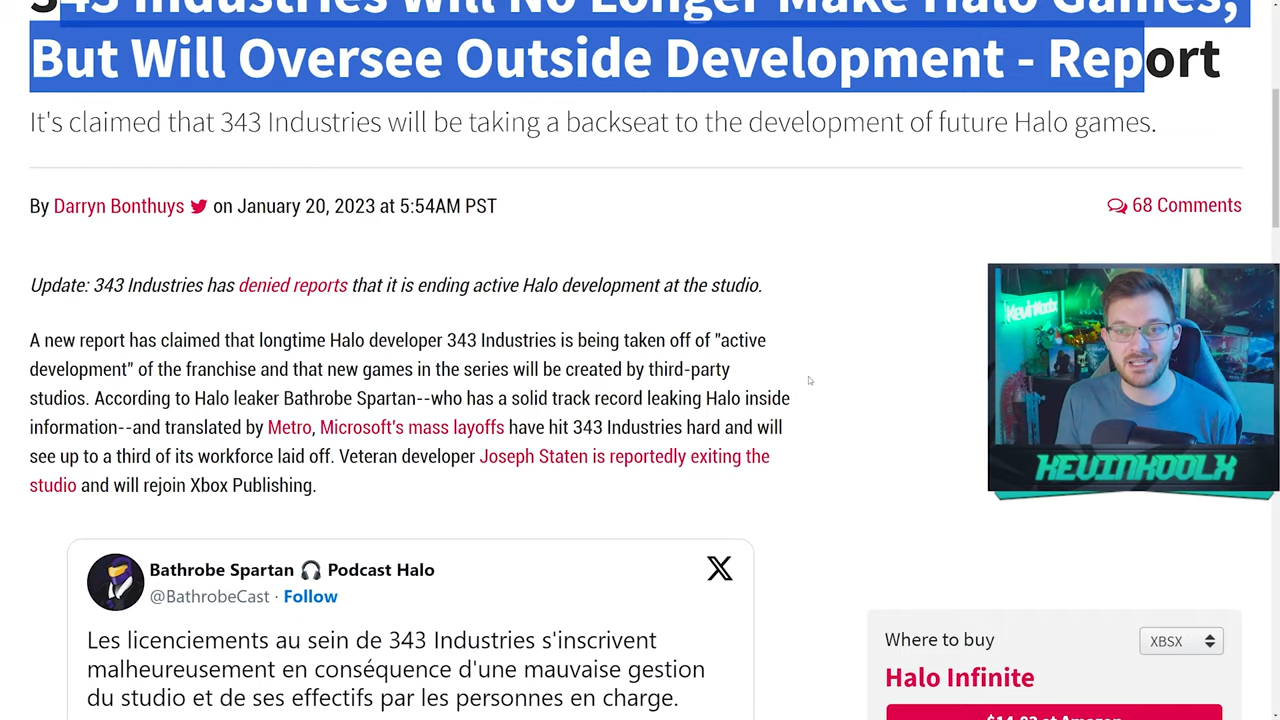 343 Industries Will No Longer Make Halo Games,
But Will Oversee Outside Development - Report
It's claimed that 343 Industries will be taking a backseat to the development of future Halo games.
By Darryn Bonthuys on January 20, 2023 at 5:54AM PST
68 Comments
Update: 343 Industries has denied reports that it is ending active Halo development at the studio.
A new report has claimed that longtime Halo developer 343 Industries is being taken off of "active
development" of the franchise and that new games in the series will be created by third-party
studios. According to Halo leaker Bathrobe Spartan--who has a solid track record leaking Halo inside
information--and translated by Metro, Microsoft's mass layoffs have hit 343 Industries hard and will
see up to a third of its workforce laid off. Veteran developer Joseph Staten is reportedly exiting the
studio and will rejoin Xbox Publishing.
KevinKoolx
KEVINKOOLX
Bathrobe Spartan 🎧 Podcast Halo
@BathrobeCast · Follow
Les licenciements au sein de 343 Industries s'inscrivent
malheureusement en conséquence d'une mauvaise gestion
du studio et de ses effectifs par les personnes en charge.
Where to buy
XBSX
Halo Infinite